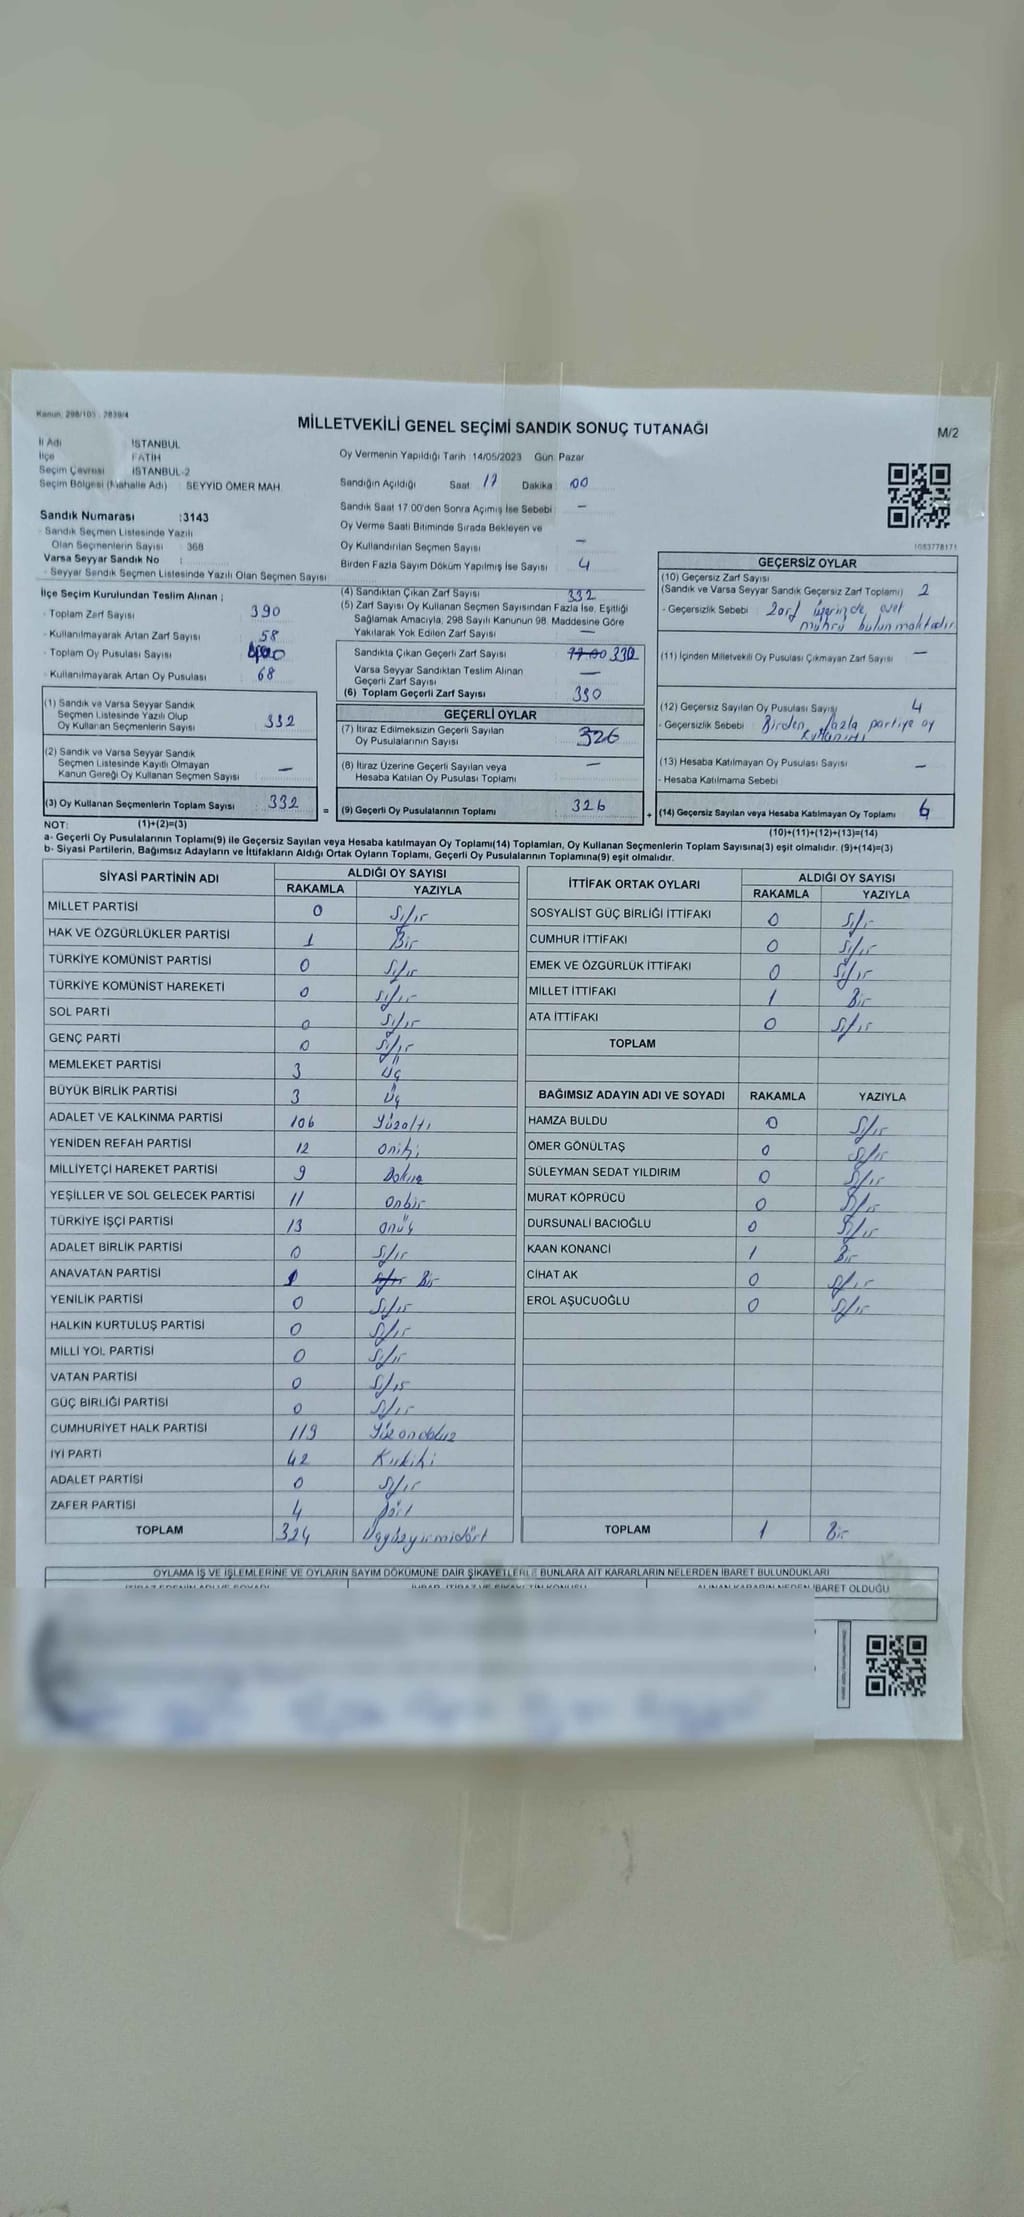 Kanun: 298/105 - 2839/4
MİLLETVEKİLİ GENEL SEÇİMİ SANDIK SONUÇ TUTANAĞI
M/2
İl Adı İSTANBUL
İlçe FATİH
Seçim Çevresi İSTANBUL-2
Seçim Bölgesi (Mahalle Adı) : SEYYİD ÖMER MAH.
Sandık Numarası :3143
- Sandık Seçmen Listesinde Yazılı
Olan Seçmenlerin Sayısı : 368
Varsa Seyyar Sandık No :
- Seyyar Sandık Seçmen Listesinde Yazılı Olan Seçmen Sayısı
Oy Vermenin Yapıldığı Tarih : 14/05/2023 Gün: Pazar
Sandığın Açıldığı Saat 17 Dakika 00
Sandık Saat 17:00'den Sonra Açımış İse Sebebi –
Oy Verme Saati Bitiminde Sırada Bekleyen ve
Oy Kullandırılan Seçmen Sayısı –
Birden Fazla Sayım Döküm Yapılmış İse Sayısı 4
1083778171
İlçe Seçim Kurulundan Teslim Alınan ;
- Toplam Zarf Sayısı 390
- Kullanılmayarak Artan Zarf Sayısı 58
- Toplam Oy Pusulası Sayısı
- Kullanılmayarak Artan Oy Pusulası 68
(1) Sandık ve Varsa Seyyar Sandık
Seçmen Listesinde Yazılı Olup
Oy Kullanan Seçmenlerin Sayısı 332
(2) Sandık ve Varsa Seyyar Sandık
Seçmen Listesinde Kayıtlı Olmayan
Kanun Gereği Oy Kullanan Seçmen Sayısı –
(3) Oy Kullanan Seçmenlerin Toplam Sayısı 332 =
(4) Sandıktan Çıkan Zarf Sayısı 332
(5) Zarf Sayısı Oy Kullanan Seçmen Sayısından Fazla İse, Eşitliği
Sağlamak Amacıyla, 298 Sayılı Kanunun 98. Maddesine Göre
Yakılarak Yok Edilen Zarf Sayısı –
Sandıkta Çıkan Geçerli Zarf Sayısı 17.00 330
Varsa Seyyar Sandıktan Teslim Alınan
Geçerli Zarf Sayısı –
(6) Toplam Geçerli Zarf Sayısı 330
GEÇERLİ OYLAR
(7) İtiraz Edilmeksizin Geçerli Sayılan
Oy Pusulalarının Sayısı 326
(8) İtiraz Üzerine Geçerli Sayılan veya
Hesaba Katılan Oy Pusulası Toplamı –
(9) Geçerli Oy Pusulalarının Toplamı 326 +
GEÇERSİZ OYLAR
(10) Geçersiz Zarf Sayısı
(Sandık ve Varsa Seyyar Sandık Geçersiz Zarf Toplamı) 2
- Geçersizlik Sebebi : Zarf üzerinde evet
mührü bulunmaktadır
(11) İçinden Milletvekili Oy Pusulası Çıkmayan Zarf Sayısı –
(12) Geçersiz Sayılan Oy Pusulası Sayısı 4
- Geçersizlik Sebebi : Birden fazla partiye oy
kullanımı
(13) Hesaba Katılmayan Oy Pusulası Sayısı –
- Hesaba Katılmama Sebebi
(14) Geçersiz Sayılan veya Hesaba Katılmayan Oy Toplamı 6
NOT: (1)+(2)=(3) (10)+(11)+(12)+(13)=(14)
a- Geçerli Oy Pusulalarının Toplamı(9) ile Geçersiz Sayılan veya Hesaba Katılmayan Oy Toplamı(14) Toplamları, Oy Kullanan Seçmenlerin Toplam Sayısına(3) eşit olmalıdır. (9)+(14)=(3)
b- Siyasi Partilerin, Bağımsız Adayların ve İttifakların Aldığı Ortak Oyların Toplamı, Geçerli Oy Pusulalarının Toplamına(9) eşit olmalıdır.
SİYASİ PARTİNİN ADI ALDIĞI OY SAYISI
RAKAMLA YAZIYLA
MİLLET PARTİSİ 0 Sıfır
HAK VE ÖZGÜRLÜKLER PARTİSİ 1 Bir
TÜRKİYE KOMÜNİST PARTİSİ 0 Sıfır
TÜRKİYE KOMÜNİST HAREKETİ 0 Sıfır
SOL PARTİ 0 Sıfır
GENÇ PARTİ 0 Sıfır
MEMLEKET PARTİSİ 3 Üç
BÜYÜK BİRLİK PARTİSİ 3 Üç
ADALET VE KALKINMA PARTİSİ 106 Yüzaltı
YENİDEN REFAH PARTİSİ 12 Oniki
MİLLİYETÇİ HAREKET PARTİSİ 9 Dokuz
YEŞİLLER VE SOL GELECEK PARTİSİ 11 Onbir
TÜRKİYE İŞÇİ PARTİSİ 13 Onüç
ADALET BİRLİK PARTİSİ 0 Sıfır
ANAVATAN PARTİSİ 1 Sıfır Bir
YENİLİK PARTİSİ 0 Sıfır
HALKIN KURTULUŞ PARTİSİ 0 Sıfır
MİLLİ YOL PARTİSİ 0 Sıfır
VATAN PARTİSİ 0 Sıfır
GÜÇ BİRLİĞİ PARTİSİ 0 Sıfır
CUMHURİYET HALK PARTİSİ 119 Yüzondokuz
İYİ PARTİ 42 Kırkiki
ADALET PARTİSİ 0 Sıfır
ZAFER PARTİSİ 4 Dört
TOPLAM 324 Üçyüzyirmidört
İTTİFAK ORTAK OYLARI ALDIĞI OY SAYISI
RAKAMLA YAZIYLA
SOSYALİST GÜÇ BİRLİĞİ İTTİFAKI 0 Sıfır
CUMHUR İTTİFAKI 0 Sıfır
EMEK VE ÖZGÜRLÜK İTTİFAKI 0 Sıfır
MİLLET İTTİFAKI 1 Bir
ATA İTTİFAKI 0 Sıfır
TOPLAM
BAĞIMSIZ ADAYIN ADI VE SOYADI RAKAMLA YAZIYLA
HAMZA BULDU 0 Sıfır
ÖMER GÖNÜLTAŞ 0 Sıfır
SÜLEYMAN SEDAT YILDIRIM 0 Sıfır
MURAT KÖPRÜCÜ 0 Sıfır
DURSUNALİ BACIOĞLU 0 Sıfır
KAAN KONANCİ 1 Bir
CİHAT AK 0 Sıfır
EROL AŞUCUOĞLU 0 Sıfır
TOPLAM 1 Bir
OYLAMA İŞ VE İŞLEMLERİNE VE OYLARIN SAYIM DÖKÜMÜNE DAİR ŞİKAYETLERLE BUNLARA AİT KARARLARIN NELERDEN İBARET BULUNDUKLARI
İBARET OLDUĞU